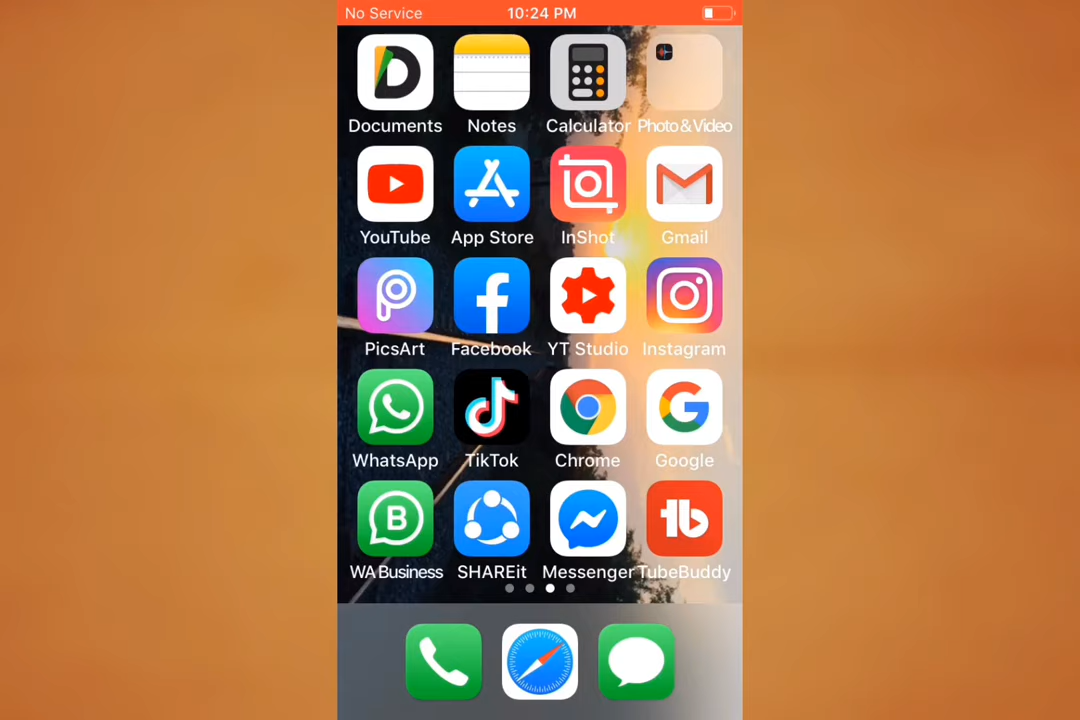 No Service 10:24 PM
Documents Notes Calculator Photo & Video
YouTube App Store InShot Gmail
PicsArt Facebook YT Studio Instagram
WhatsApp TikTok Chrome Google
B
WA Business SHAREit Messenger TubeBuddy